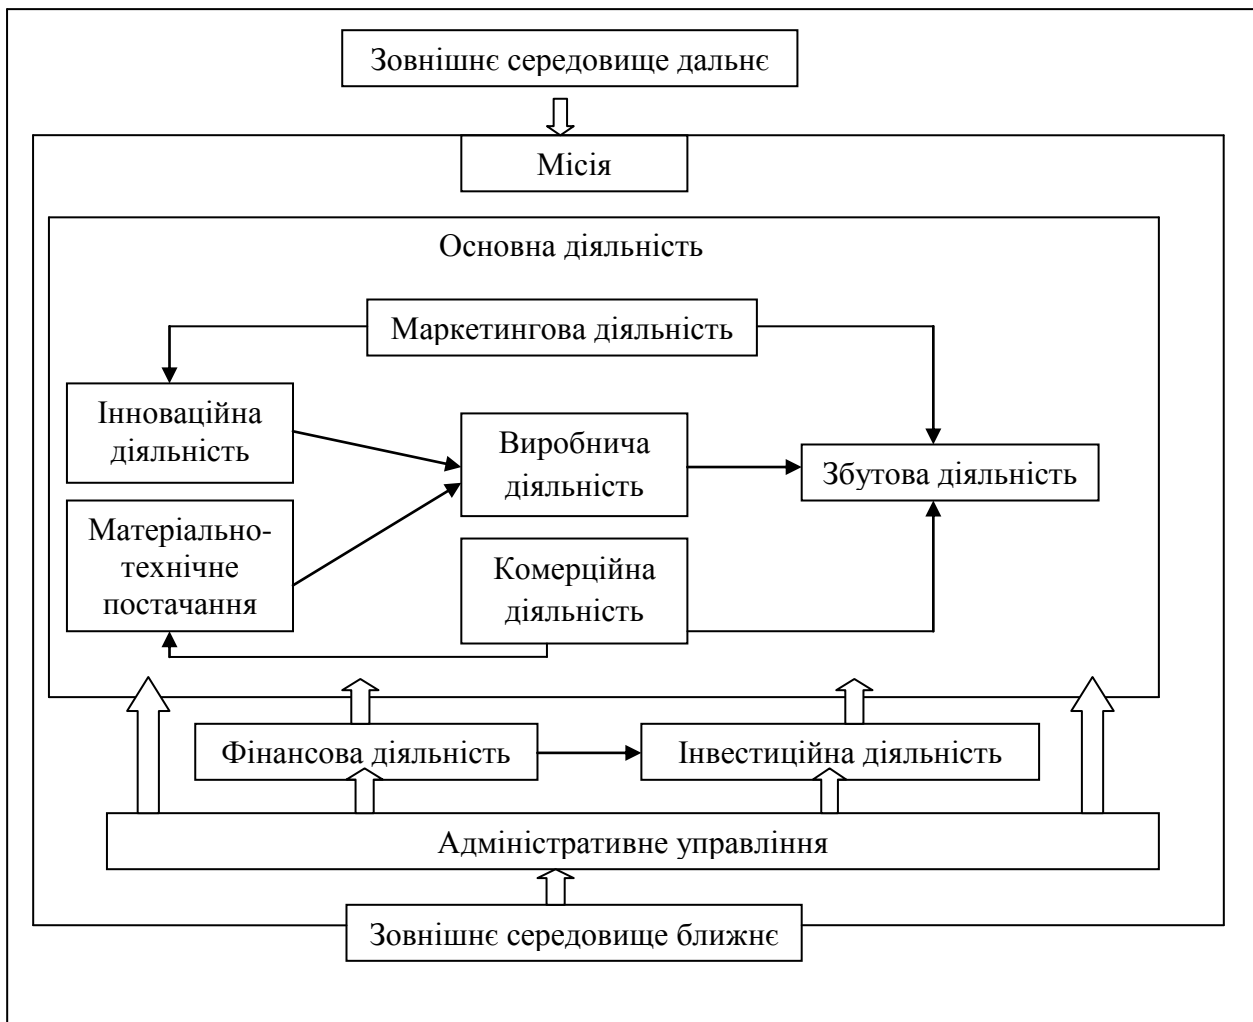 Зовнішнє середовище дальнє
Місія
Основна діяльність
Маркетингова діяльність
Інноваційна
діяльність
Виробнича
діяльність
Збутова діяльність
Матеріально-
технічне
постачання
Комерційна
діяльність
Фінансова діяльність
Інвестиційна діяльність
Адміністративне управління
Зовнішнє середовище ближнє